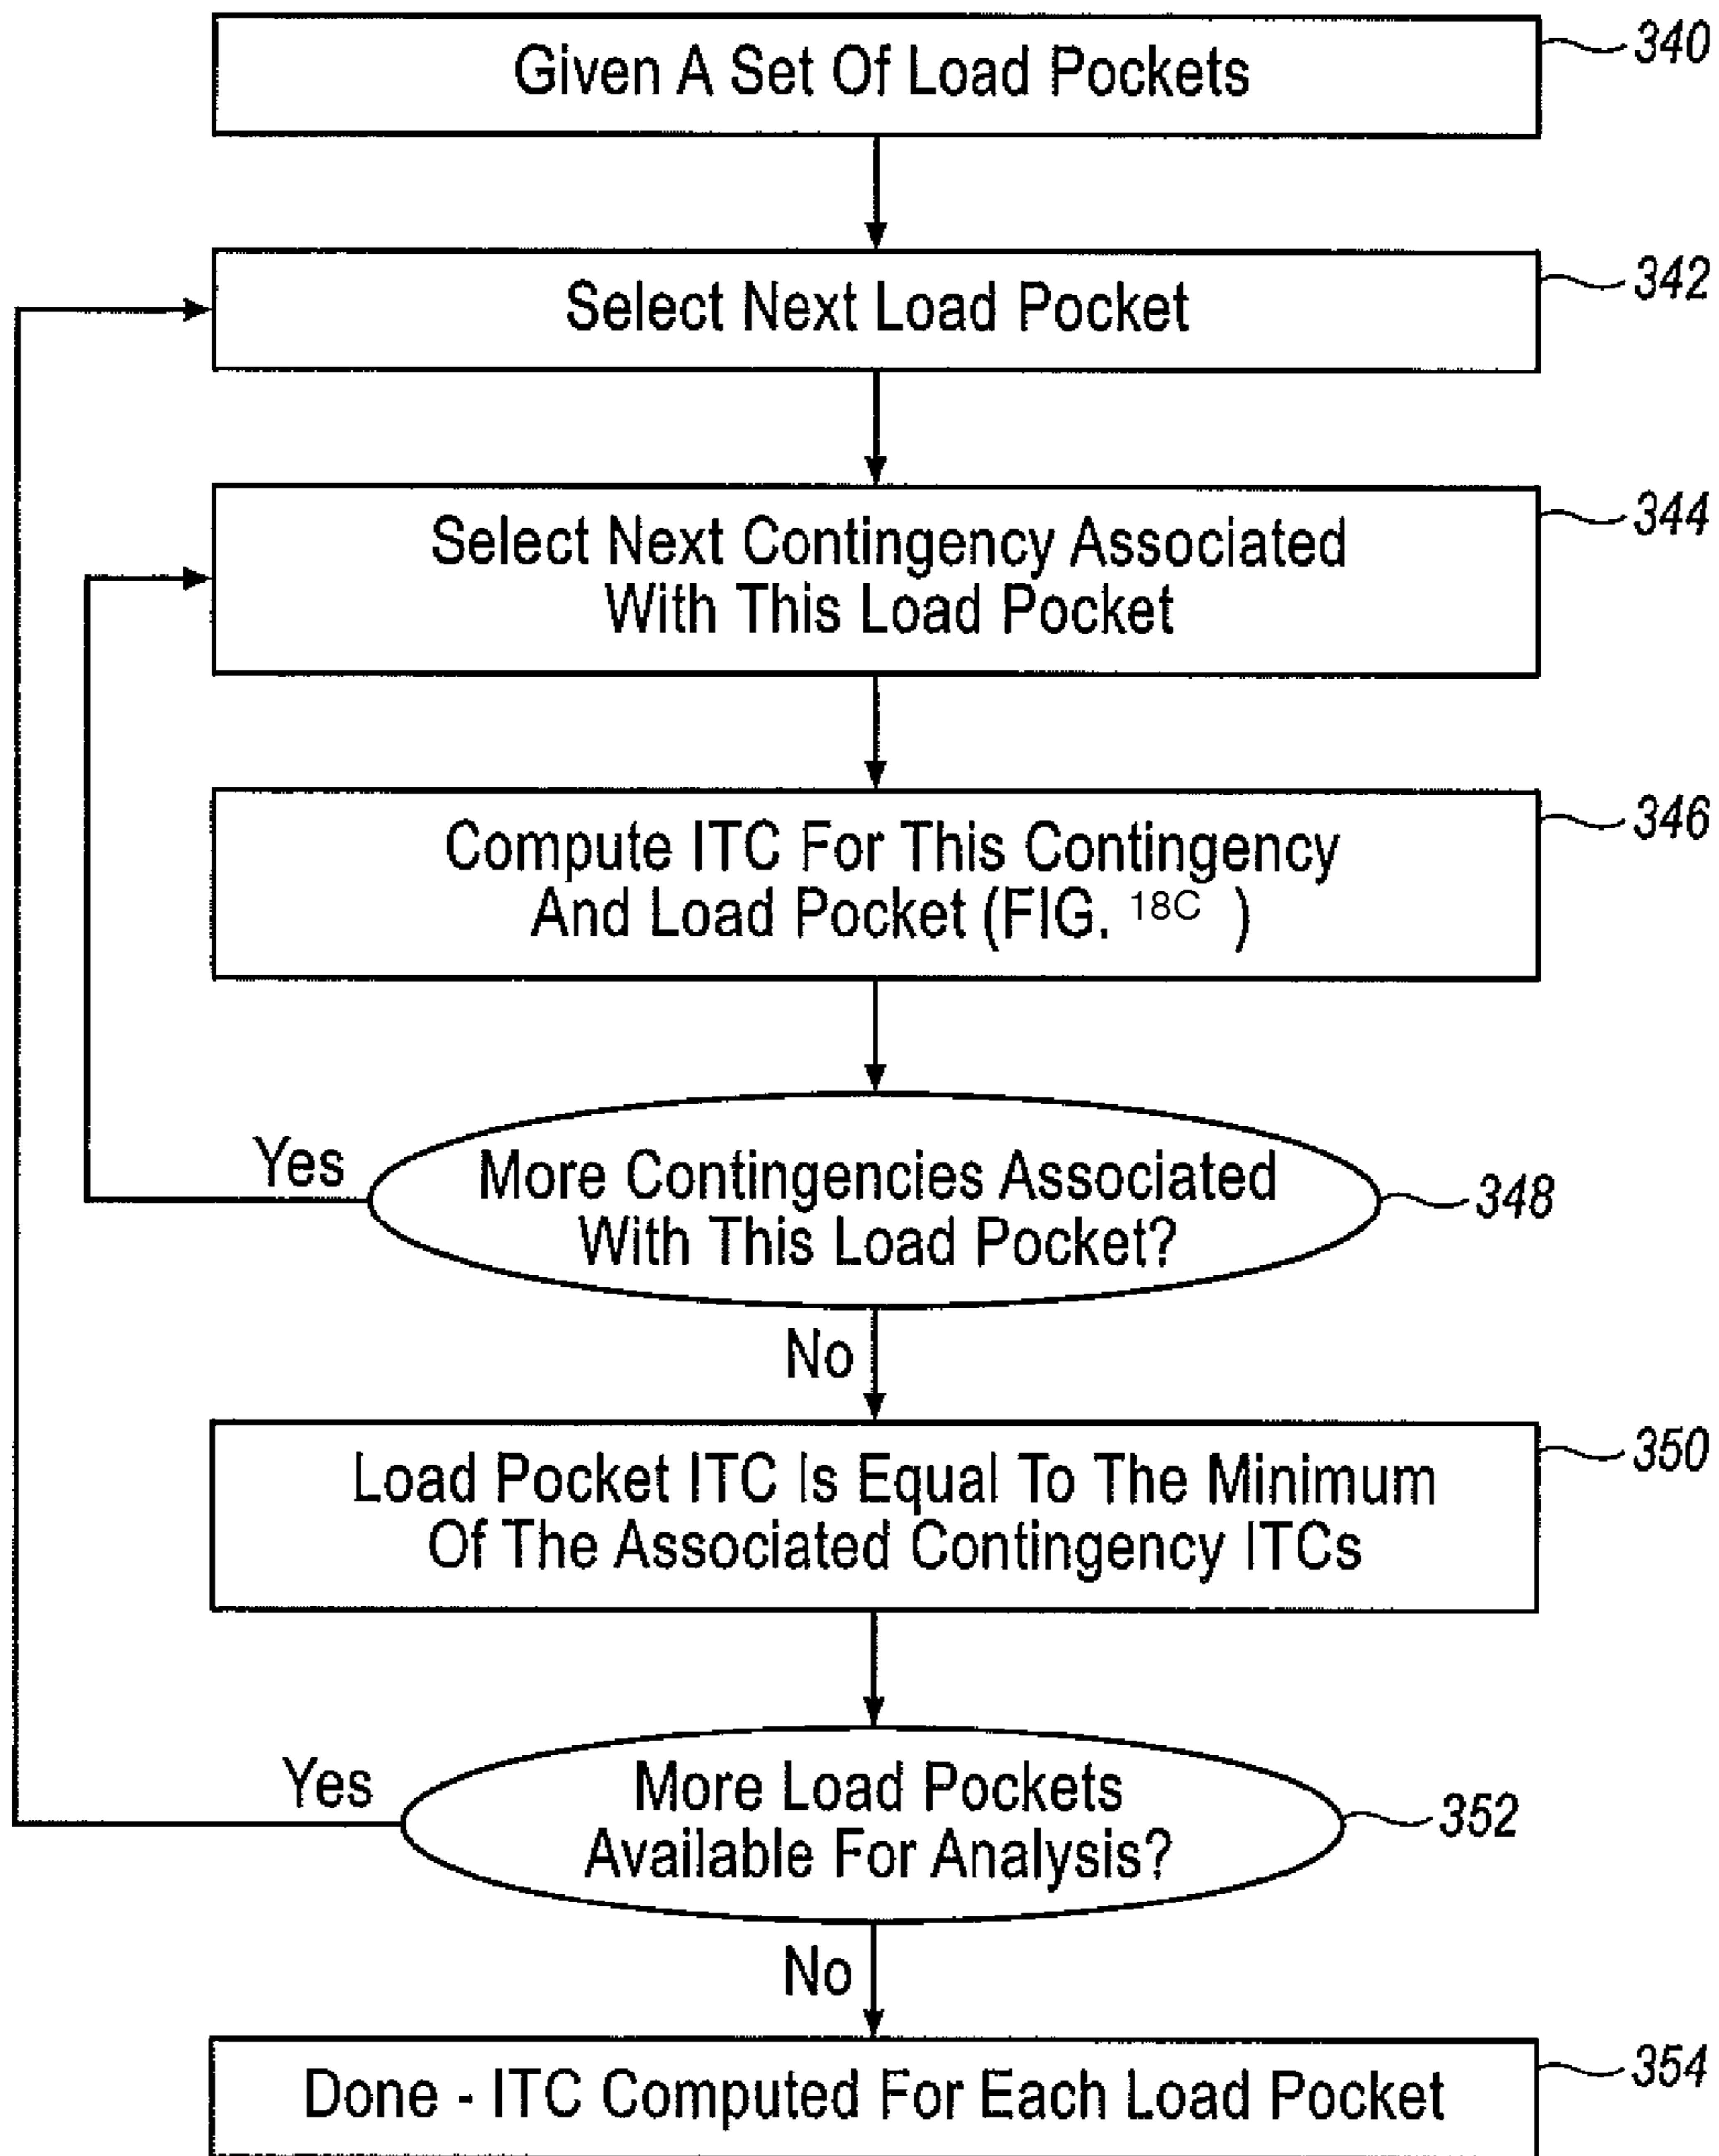 Given A Set Of Load Pockets
340
Select Next Load Pocket
342
Select Next Contingency Associated
With This Load Pocket
344
Compute ITC For This Contingency
And Load Pocket (FIG. 18C )
346
Yes
More Contingencies Associated
With This Load Pocket?
348
No
Load Pocket ITC Is Equal To The Minimum
Of The Associated Contingency ITCs
350
Yes
More Load Pockets
Available For Analysis?
352
No
Done - ITC Computed For Each Load Pocket
354